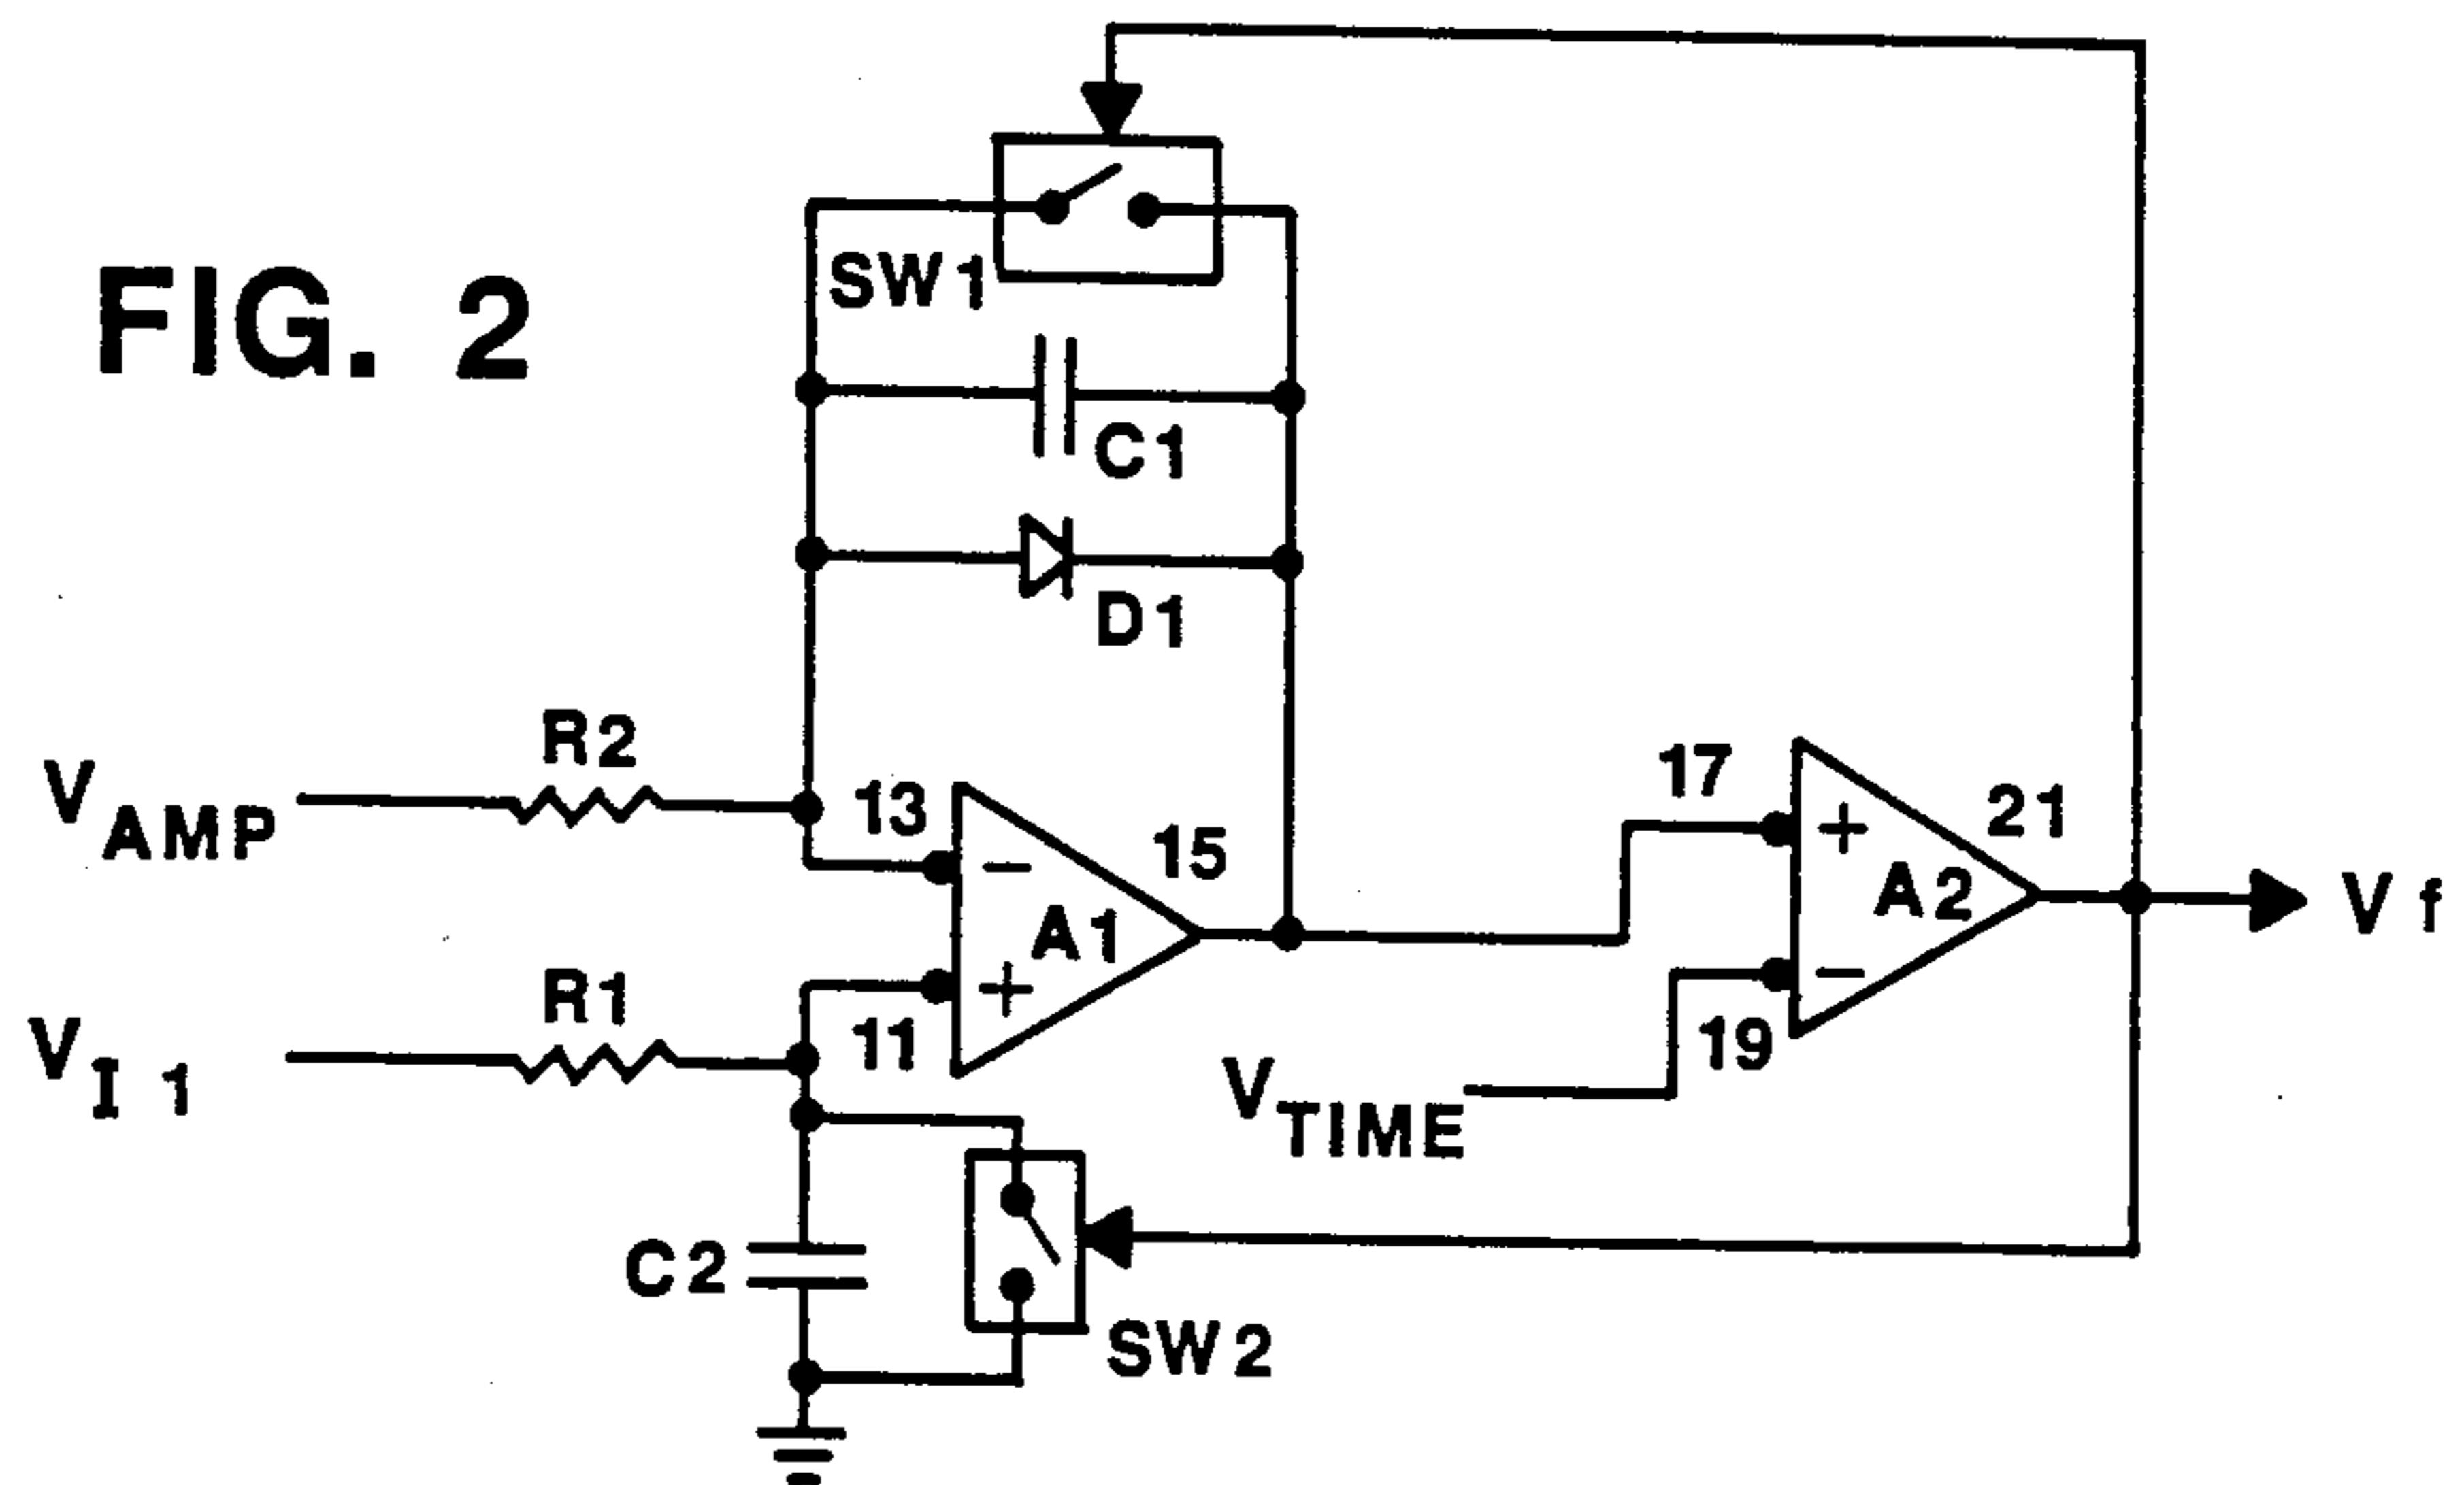 FIG. 2
SW1
C1
D1
R2
V AMP
13
15
A1
−
+
11
R1
V I 1
17
19
21
A2
+
−
V f
V TIME
C2
SW2